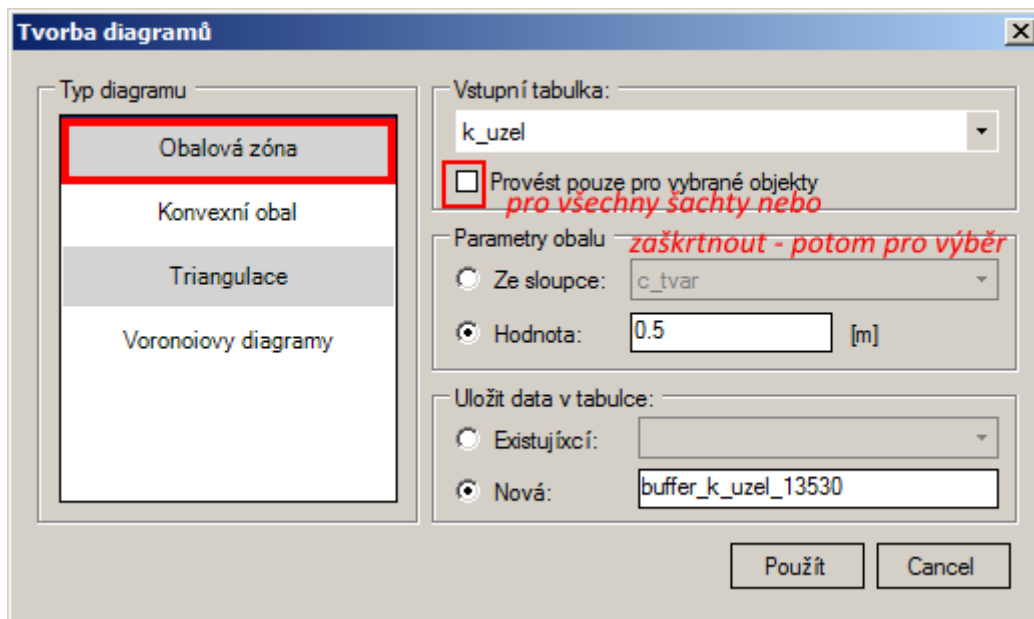 Tvorba diagramů
Typ diagramu
Obalová zóna
Konvexní obal
Triangulace
Voronoiovy diagramy
Vstupní tabulka:
k_uzel
Provést pouze pro vybrané objekty
pro všechny šachty nebo
zaškrtnout - potom pro výběr
Parametry obalu
Ze sloupce: c_tvar
Hodnota: 0.5 [m]
Uložit data v tabulce:
Existujíxcí:
Nová: buffer_k_uzel_13530
Použít Cancel